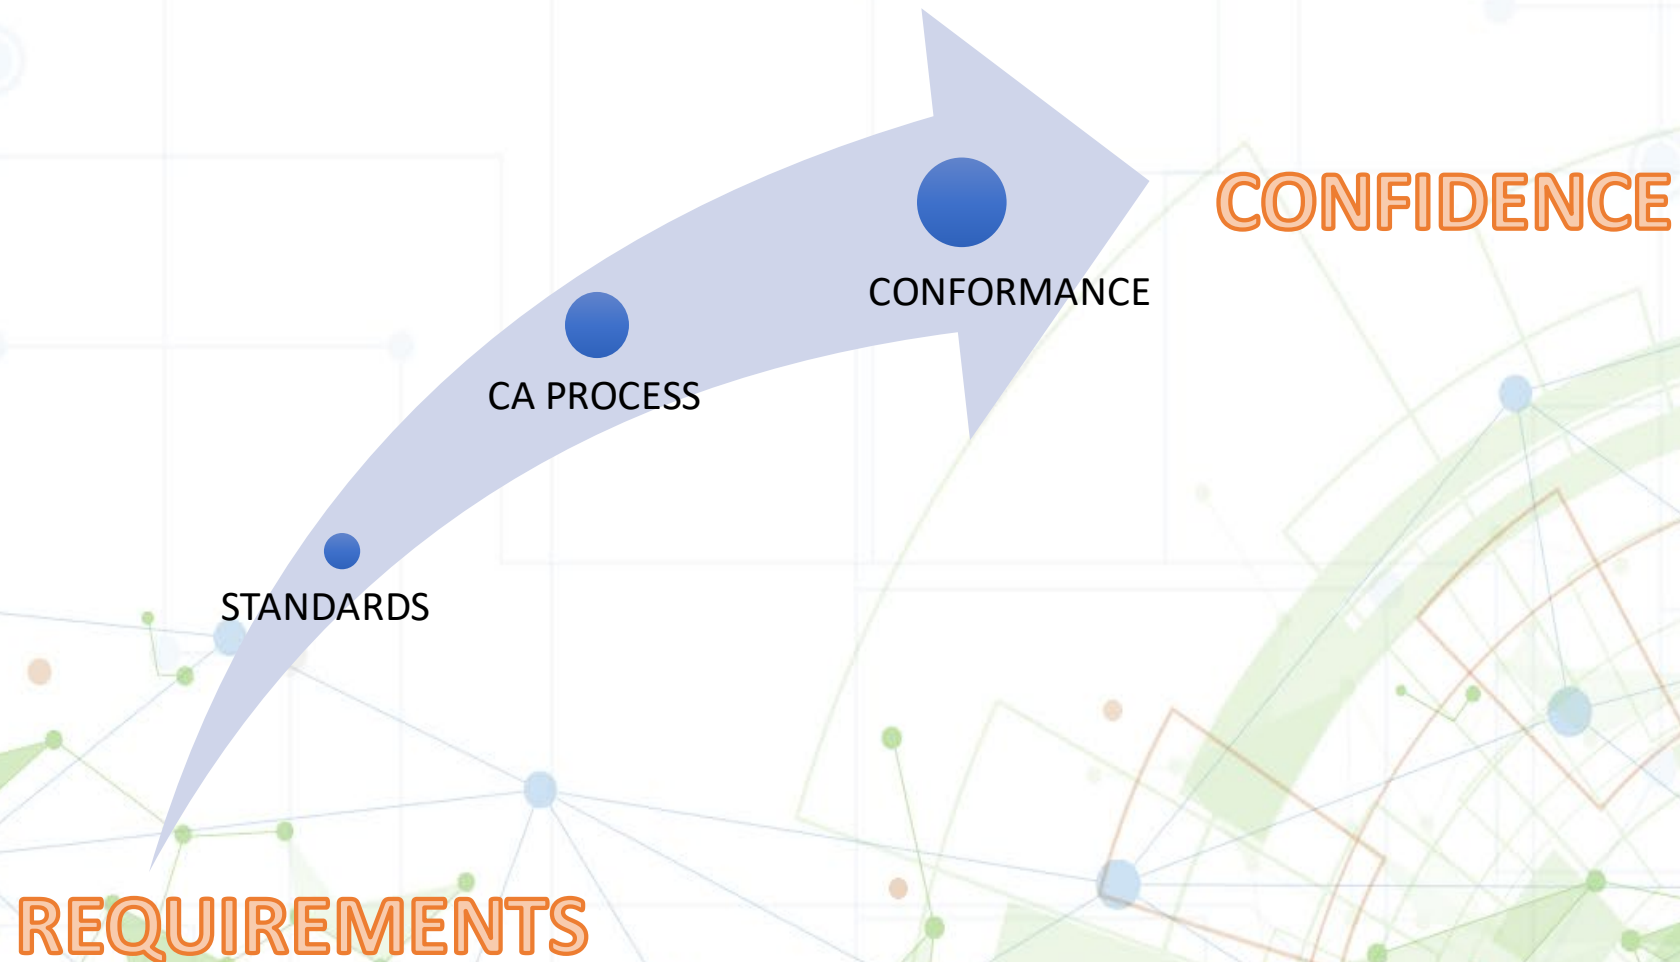 CONFIDENCE
CONFORMANCE
CA PROCESS
STANDARDS
REQUIREMENTS